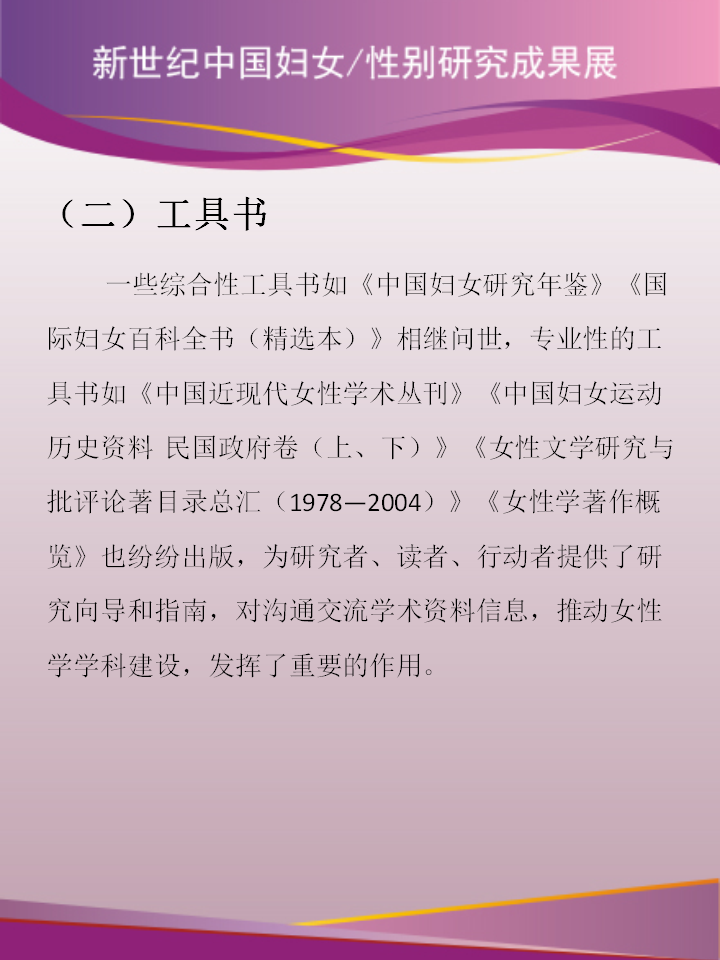 新世纪中国妇女/性别研究成果展
（二）工具书
一些综合性工具书如《中国妇女研究年鉴》《国
际妇女百科全书（精选本）》相继问世，专业性的工
具书如《中国近现代女性学术丛刊》《中国妇女运动
历史资料 民国政府卷（上、下）》《女性文学研究与
批评论著目录总汇（1978—2004）》《女性学著作概
览》也纷纷出版，为研究者、读者、行动者提供了研
究向导和指南，对沟通交流学术资料信息，推动女性
学学科建设，发挥了重要的作用。